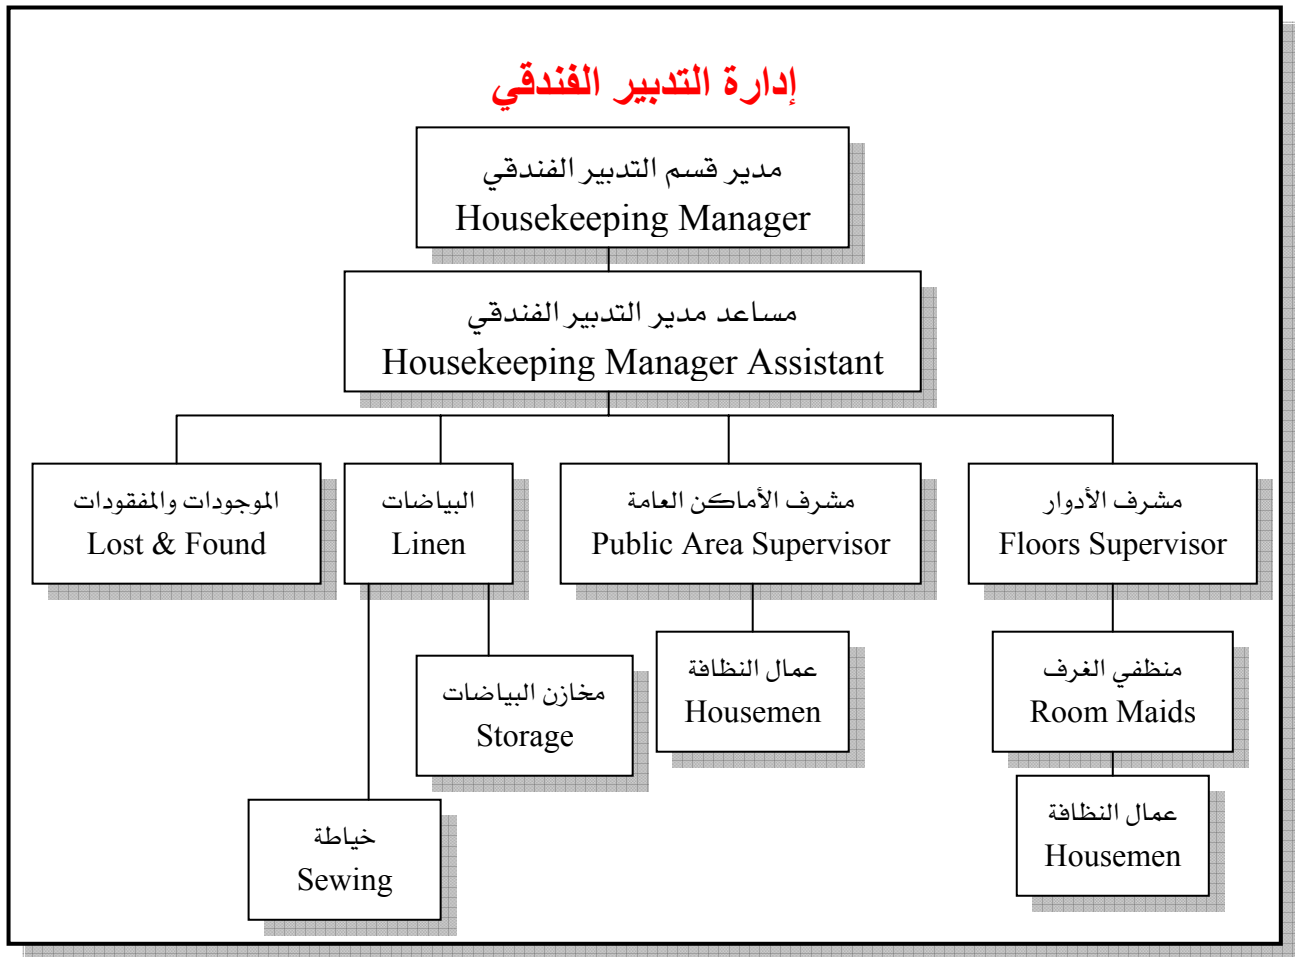 إدارة التدبير الفندقي
مدير قسم التدبير الفندقي
Housekeeping Manager
مساعد مدير التدبير الفندقي
Housekeeping Manager Assistant
مشرف الأدوار
Floors Supervisor
مشرف الأماكن العامة
Public Area Supervisor
البياضات
Linen
الموجودات والمفقودات
Lost & Found
منظفي الغرف
Room Maids
عمال النظافة
Housemen
مخازن البياضات
Storage
عمال النظافة
Housemen
خياطة
Sewing